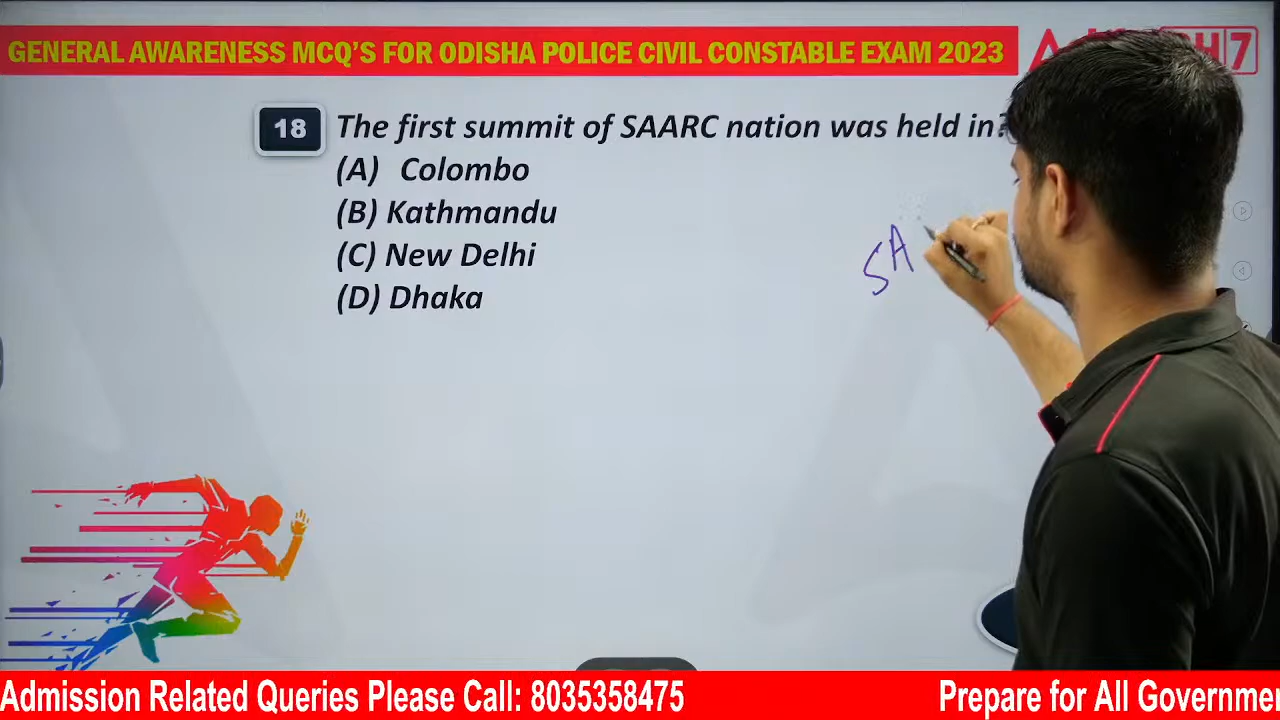 GENERAL AWARENESS MCQ'S FOR ODISHA POLICE CIVIL CONSTABLE EXAM 2023
18 The first summit of SAARC nation was held in?
(A) Colombo
(B) Kathmandu
(C) New Delhi
(D) Dhaka
SA
Admission Related Queries Please Call: 8035358475 Prepare for All Governme